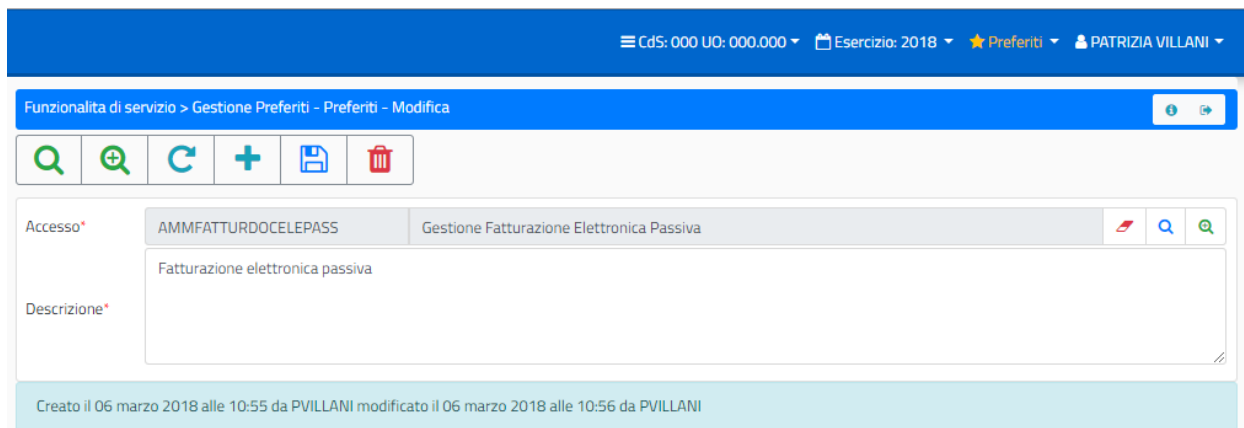 CdS: 000 UO: 000.000 Esercizio: 2018 Preferiti PATRIZIA VILLANI
Funzionalita di servizio > Gestione Preferiti - Preferiti - Modifica
Accesso* AMMFATTURDOCELEPASS Gestione Fatturazione Elettronica Passiva
Fatturazione elettronica passiva
Descrizione*
Creato il 06 marzo 2018 alle 10:55 da PVILLANI modificato il 06 marzo 2018 alle 10:56 da PVILLANI